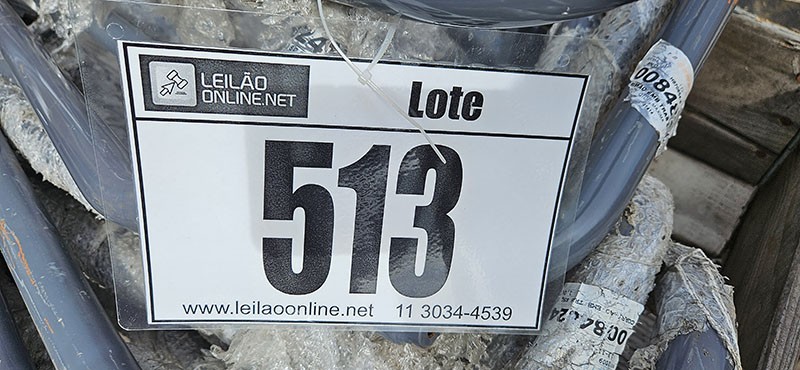 LEILÃO
ONLINE.NET
Lote
513
www.leilaoonline.net 11 3034-4539